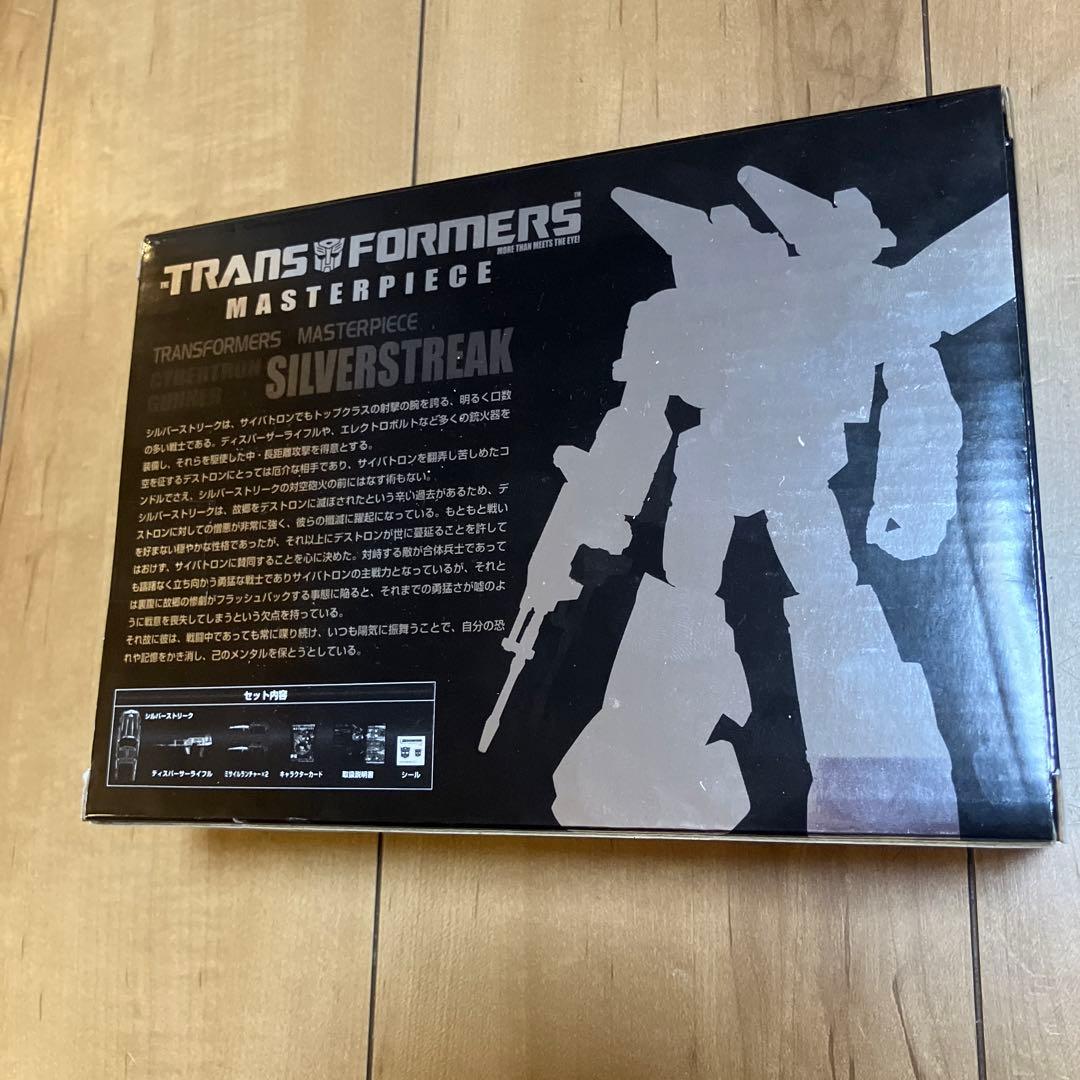 TRANSFORMERS™
MORE THAN MEETS THE EYE!
MASTERPIECE
TRANSFORMERS MASTERPIECE
CYBERTRON
GUNNER
SILVERSTREAK
シルバーストリークは、サイバトロンでもトップクラスの射撃の腕を誇る、明るく口数
の多い戦士である。ディスパーサーライフルや、エレクトロボルトなど多くの銃火器を
装備し、それらを駆使した中・長距離攻撃を得意とする。
空を征するデストロンにとっては厄介な相手であり、サイバトロンを翻弄し苦しめたコ
ンドルでさえ、シルバーストリークの対空砲火の前にはなす術もない。
シルバーストリークは、故郷をデストロンに滅ぼされたという辛い過去があるため、デ
ストロンに対しての憎悪が非常に強く、彼らの殲滅に躍起になっている。もともと戦い
を好まない穏やかな性格であったが、それ以上にデストロンが世に蔓延ることを許して
はおけず、サイバトロンに賛同することを心に決めた。対峙する敵が合体兵士であって
も躊躇なく立ち向かう勇猛な戦士でありサイバトロンの主戦力となっているが、それと
は裏腹に故郷の惨劇がフラッシュバックする事態に陥ると、それまでの勇猛さが嘘のよ
うに戦意を喪失してしまうという欠点を持っている。
それ故に彼は、戦闘中であっても常に喋り続け、いつも陽気に振舞うことで、自分の恐
れや記憶をかき消し、己のメンタルを保とうとしている。
セット内容
シルバーストリーク
ディスパーサーライフル
ミサイルランチャー×2
キャラクターカード
取扱説明書
シール